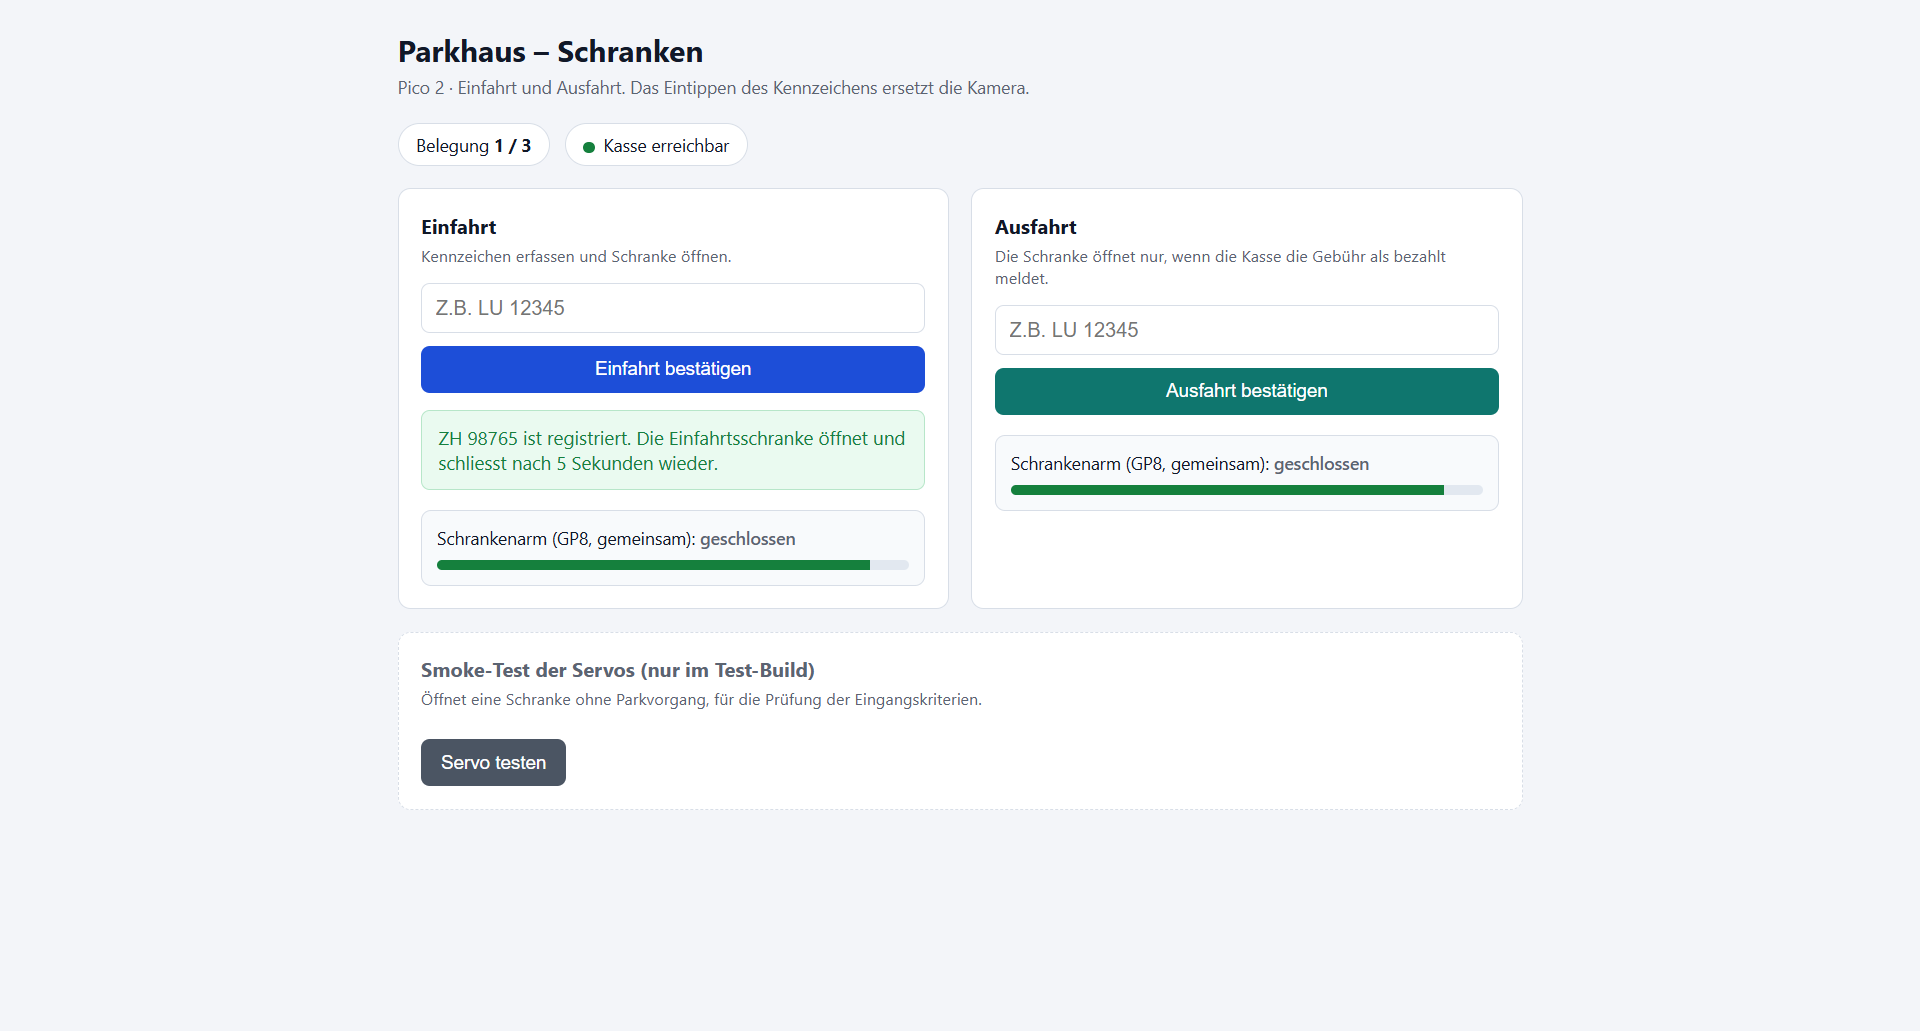 Parkhaus – Schranken
Pico 2 · Einfahrt und Ausfahrt. Das Eintippen des Kennzeichens ersetzt die Kamera.
Belegung 1 / 3
Kasse erreichbar
Einfahrt
Kennzeichen erfassen und Schranke öffnen.
Z.B. LU 12345
Einfahrt bestätigen
ZH 98765 ist registriert. Die Einfahrtsschranke öffnet und
schliesst nach 5 Sekunden wieder.
Schrankenarm (GP8, gemeinsam): geschlossen
Ausfahrt
Die Schranke öffnet nur, wenn die Kasse die Gebühr als bezahlt
meldet.
Z.B. LU 12345
Ausfahrt bestätigen
Schrankenarm (GP8, gemeinsam): geschlossen
Smoke-Test der Servos (nur im Test-Build)
Öffnet eine Schranke ohne Parkvorgang, für die Prüfung der Eingangskriterien.
Servo testen